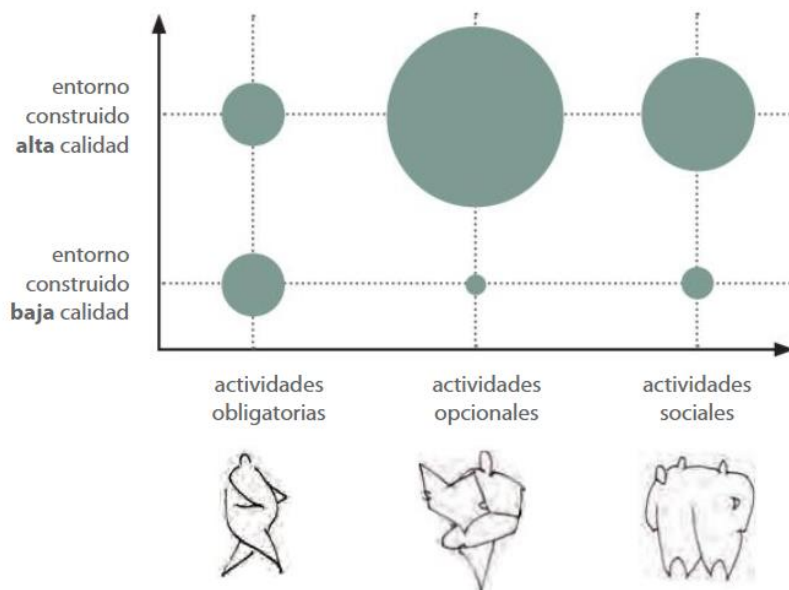 entorno
construido
alta calidad
entorno
construido
baja calidad
actividades
obligatorias
actividades
opcionales
actividades
sociales